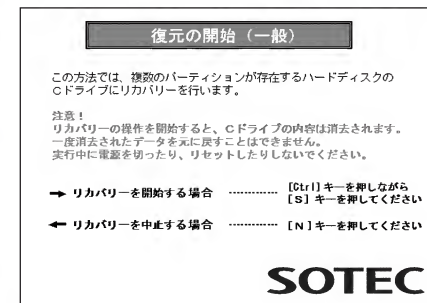 復元の開始（一般）
この方法では、複数のパーティションが存在するハードディスクの
Cドライブにリカバリーを行います。
注意！
リカバリーの操作を開始すると、Cドライブの内容は消去されます。
一度消去されたデータを元に戻すことはできません。
実行中に電源を切ったり、リセットしたりしないでください。
→ リカバリーを開始する場合 ………… [Ctrl]キーを押しながら
[S]キーを押してください
← リカバリーを中止する場合 ………… [N]キーを押してください
SOTEC